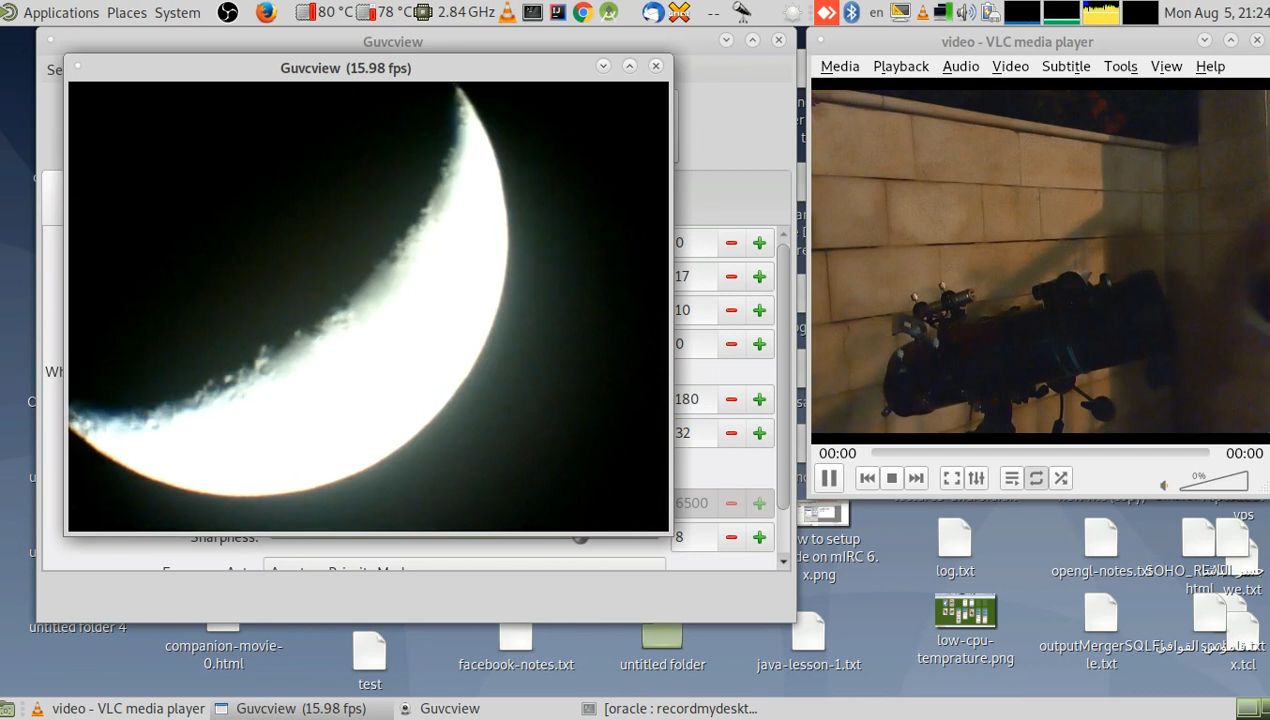 Applications Places System
80 °C
78 °C
2.84 GHz
--
en
Mon Aug 5, 21:24
Guvcview
video - VLC media player
Guvcview (15.98 fps)
Media Playback Audio Video Subtitle Tools View Help
Se
0
17
10
0
Wh
180
32
6500
Sharpness:
8
00:00
00:00
0%
vps
log.txt
opengl-notes.txt
untitled folder 4
companion-movie-
0.html
test
facebook-notes.txt
untitled folder
java-lesson-1.txt
low-cpu-
temprature.png
x.png
x.tcl
video - VLC media player
Guvcview (15.98 fps)
Guvcview
[oracle : recordmydeskt...